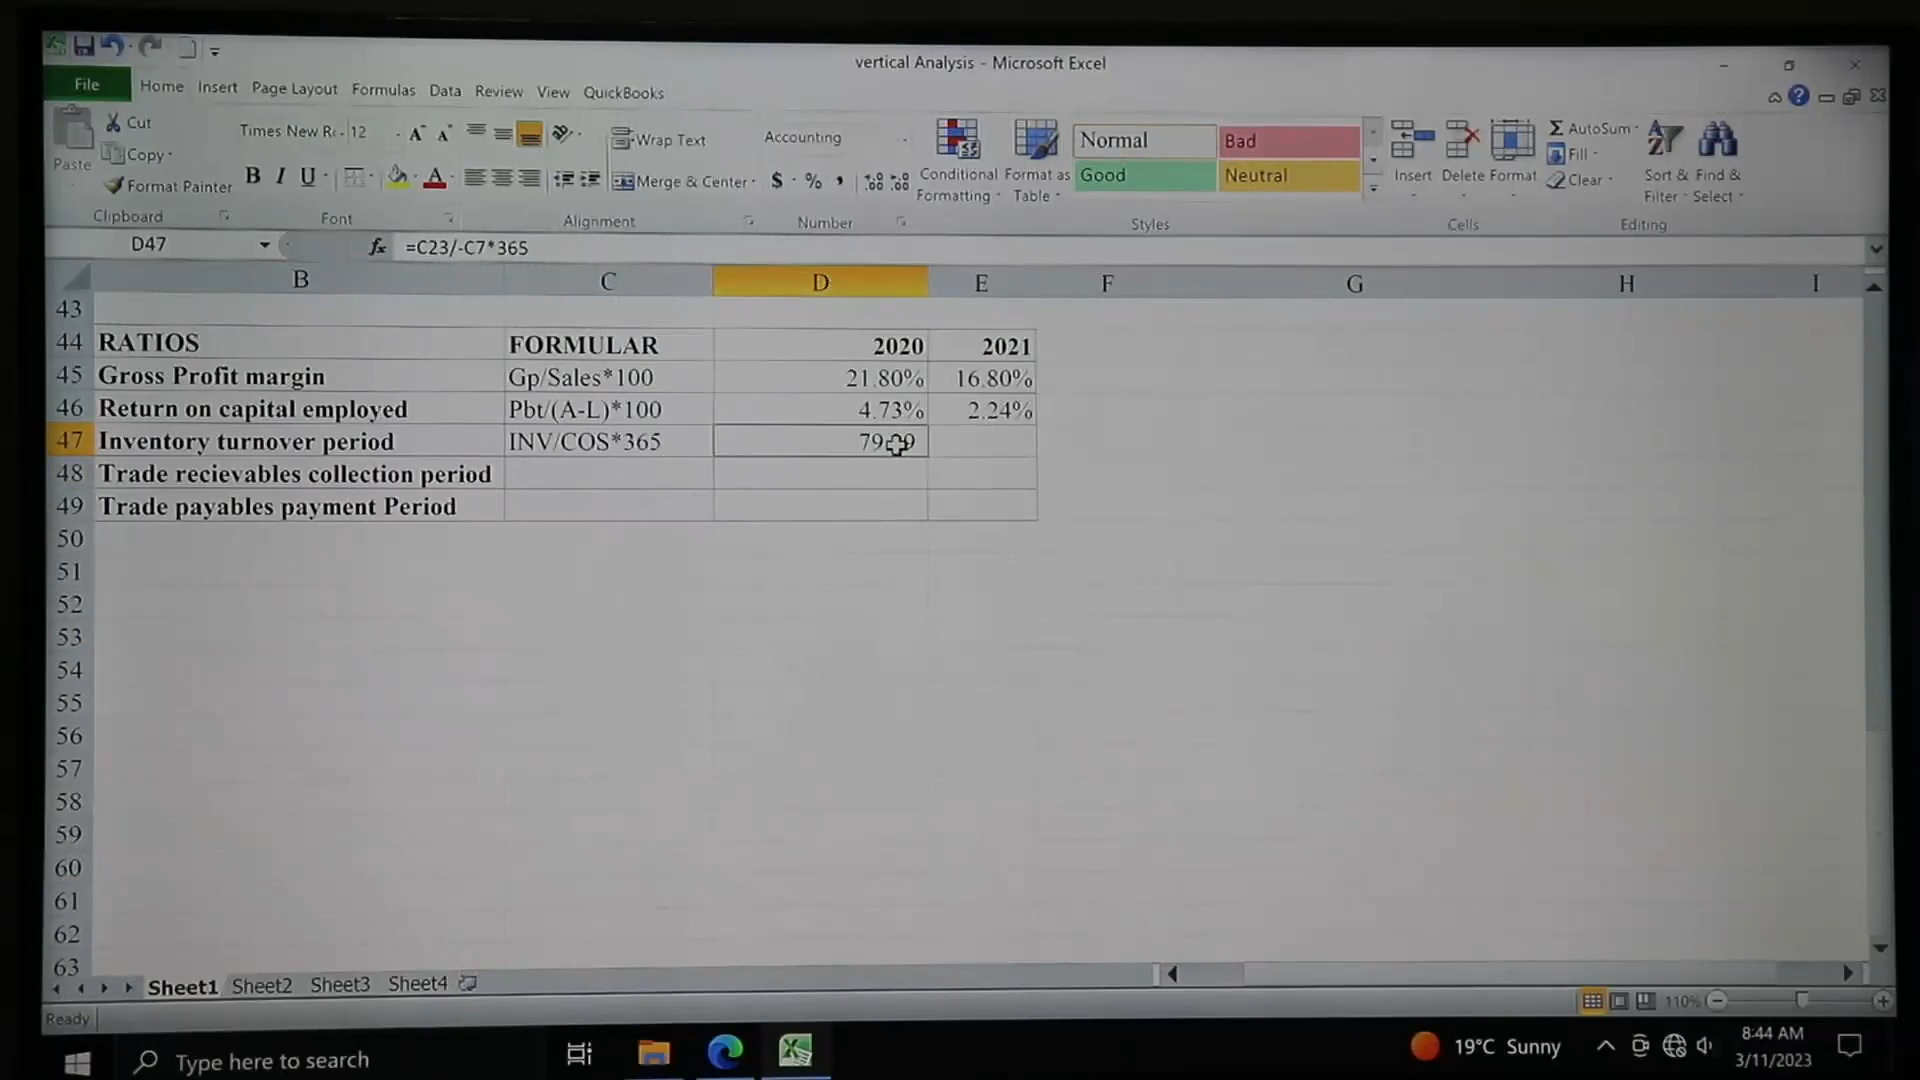 vertical Analysis - Microsoft Excel
File Home Insert Page Layout Formulas Data Review View QuickBooks
Paste
Cut
Copy
Format Painter
Clipboard
Times New R 12
B I U
Font
Wrap Text
Merge & Center
Alignment
Accounting
$ % ,
Number
Conditional Formatting
Format as Table
Normal Bad
Good Neutral
Styles
Insert Delete Format
Cells
Σ AutoSum
Fill
Clear
Sort & Filter
Find & Select
Editing
D47 fx =C23/-C7*365
B C D E F G H I
43
44 RATIOS FORMULAR 2020 2021
45 Gross Profit margin Gp/Sales*100 21.80% 16.80%
46 Return on capital employed Pbt/(A-L)*100 4.73% 2.24%
47 Inventory turnover period INV/COS*365
48 Trade recievables collection period
49 Trade payables payment Period
50
51
52
53
54
55
56
57
58
59
60
61
62
63
Sheet1 Sheet2 Sheet3 Sheet4
Ready 110%
Type here to search
19°C Sunny
8:44 AM
3/11/2023